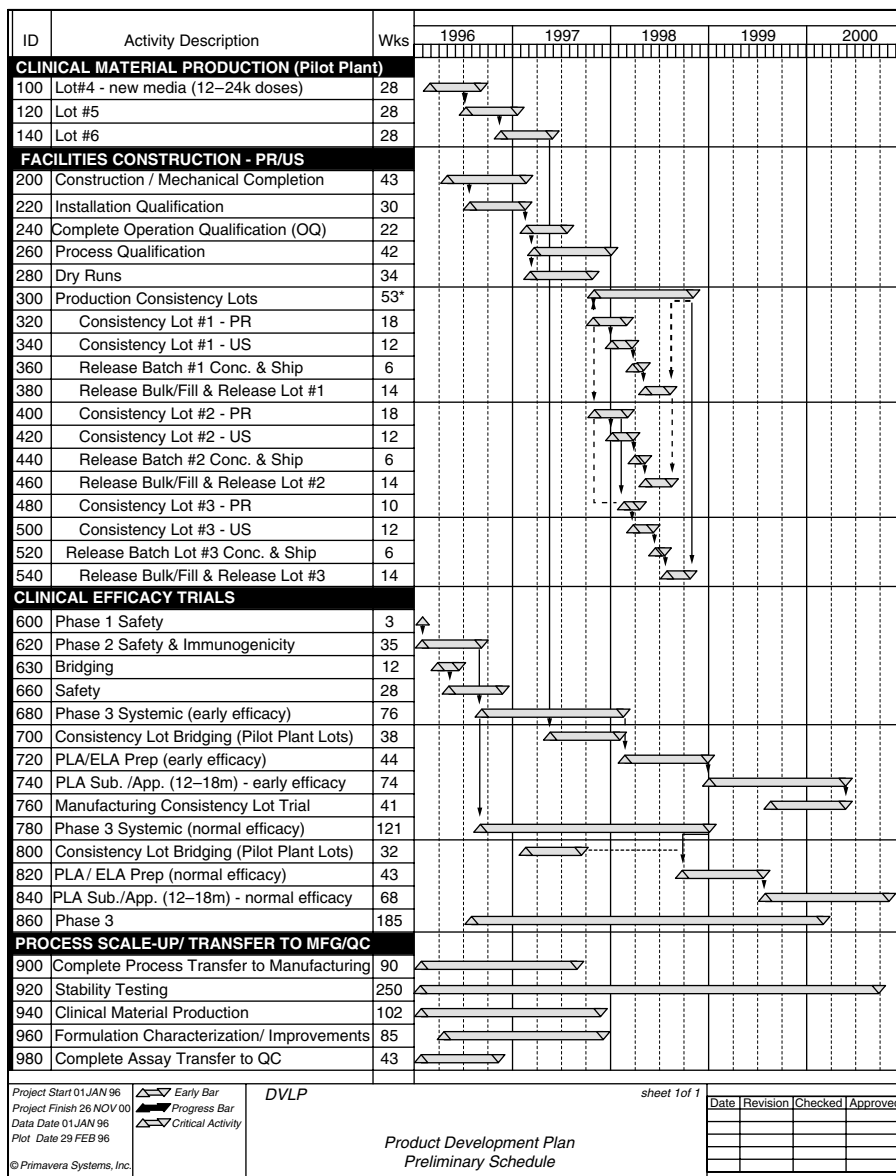 ID Activity Description Wks 1996 1997 1998 1999 2000
CLINICAL MATERIAL PRODUCTION (Pilot Plant)
100 Lot#4 - new media (12–24k doses) 28
120 Lot #5 28
140 Lot #6 28
FACILITIES CONSTRUCTION - PR/US
200 Construction / Mechanical Completion 43
220 Installation Qualification 30
240 Complete Operation Qualification (OQ) 22
260 Process Qualification 42
280 Dry Runs 34
300 Production Consistency Lots 53*
320 Consistency Lot #1 - PR 18
340 Consistency Lot #1 - US 12
360 Release Batch #1 Conc. & Ship 6
380 Release Bulk/Fill & Release Lot #1 14
400 Consistency Lot #2 - PR 18
420 Consistency Lot #2 - US 12
440 Release Batch #2 Conc. & Ship 6
460 Release Bulk/Fill & Release Lot #2 14
480 Consistency Lot #3 - PR 10
500 Consistency Lot #3 - US 12
520 Release Batch Lot #3 Conc. & Ship 6
540 Release Bulk/Fill & Release Lot #3 14
CLINICAL EFFICACY TRIALS
600 Phase 1 Safety 3
620 Phase 2 Safety & Immunogenicity 35
630 Bridging 12
660 Safety 28
680 Phase 3 Systemic (early efficacy) 76
700 Consistency Lot Bridging (Pilot Plant Lots) 38
720 PLA/ELA Prep (early efficacy) 44
740 PLA Sub. /App. (12–18m) - early efficacy 74
760 Manufacturing Consistency Lot Trial 41
780 Phase 3 Systemic (normal efficacy) 121
800 Consistency Lot Bridging (Pilot Plant Lots) 32
820 PLA/ ELA Prep (normal efficacy) 43
840 PLA Sub./App. (12–18m) - normal efficacy 68
860 Phase 3 185
PROCESS SCALE-UP/ TRANSFER TO MFG/QC
900 Complete Process Transfer to Manufacturing 90
920 Stability Testing 250
940 Clinical Material Production 102
960 Formulation Characterization/ Improvements 85
980 Complete Assay Transfer to QC 43
Project Start 01 JAN 96 Early Bar DVLP sheet 1of 1
Project Finish 26 NOV 00 Progress Bar Date Revision Checked Approved
Data Date 01 JAN 96 Critical Activity
Plot Date 29 FEB 96
Product Development Plan
Preliminary Schedule
© Primavera Systems, Inc.